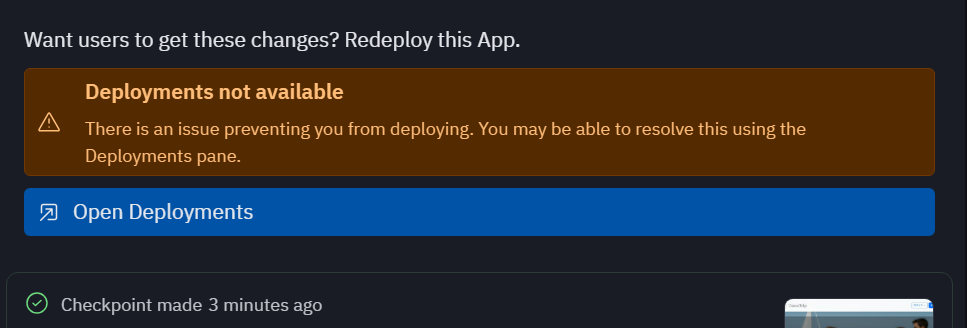 Want users to get these changes? Redeploy this App.
Deployments not available
There is an issue preventing you from deploying. You may be able to resolve this using the
Deployments pane.
Open Deployments
Checkpoint made 3 minutes ago